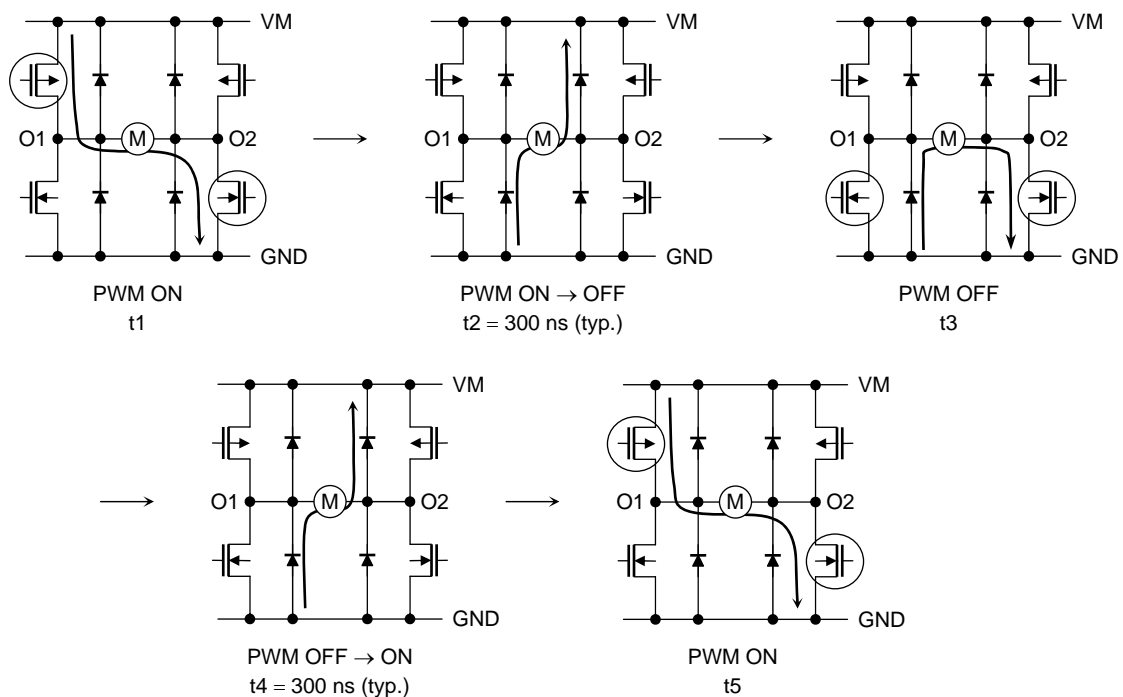 VM
VM
VM
M
M
M
O1
O2
O1
O2
O1
O2
GND
GND
GND
PWM ON
t1
PWM ON → OFF
t2 = 300 ns (typ.)
PWM OFF
t3
VM
VM
O1
M
O2
O1
M
O2
GND
GND
PWM OFF → ON
t4 = 300 ns (typ.)
PWM ON
t5